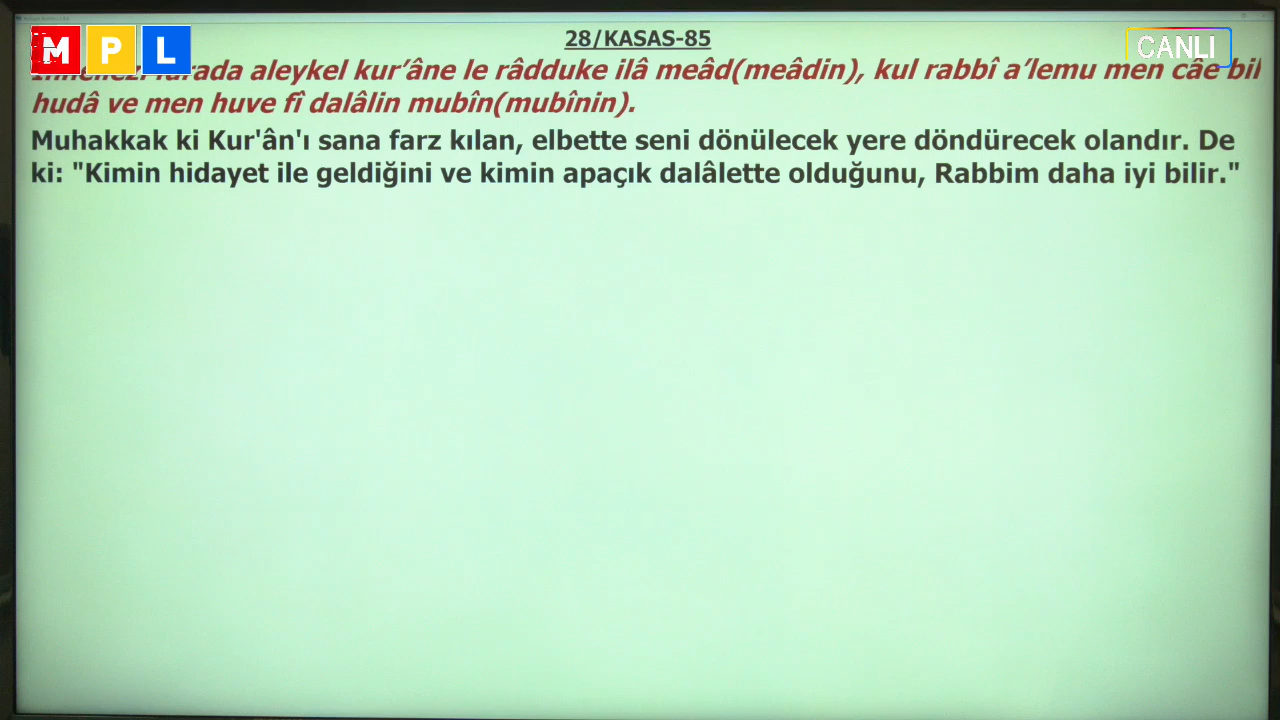 28/KASAS-85
MPL
CANLI
farada aleykel kur’âne le râdduke ilâ meâd(meâdin), kul rabbî a’lemu men câe bil
hudâ ve men huve fî dalâlin mubîn(mubînin).
Muhakkak ki Kur'ân'ı sana farz kılan, elbette seni dönülecek yere döndürecek olandır. De
ki: "Kimin hidayet ile geldiğini ve kimin apaçık dalâlette olduğunu, Rabbim daha iyi bilir."